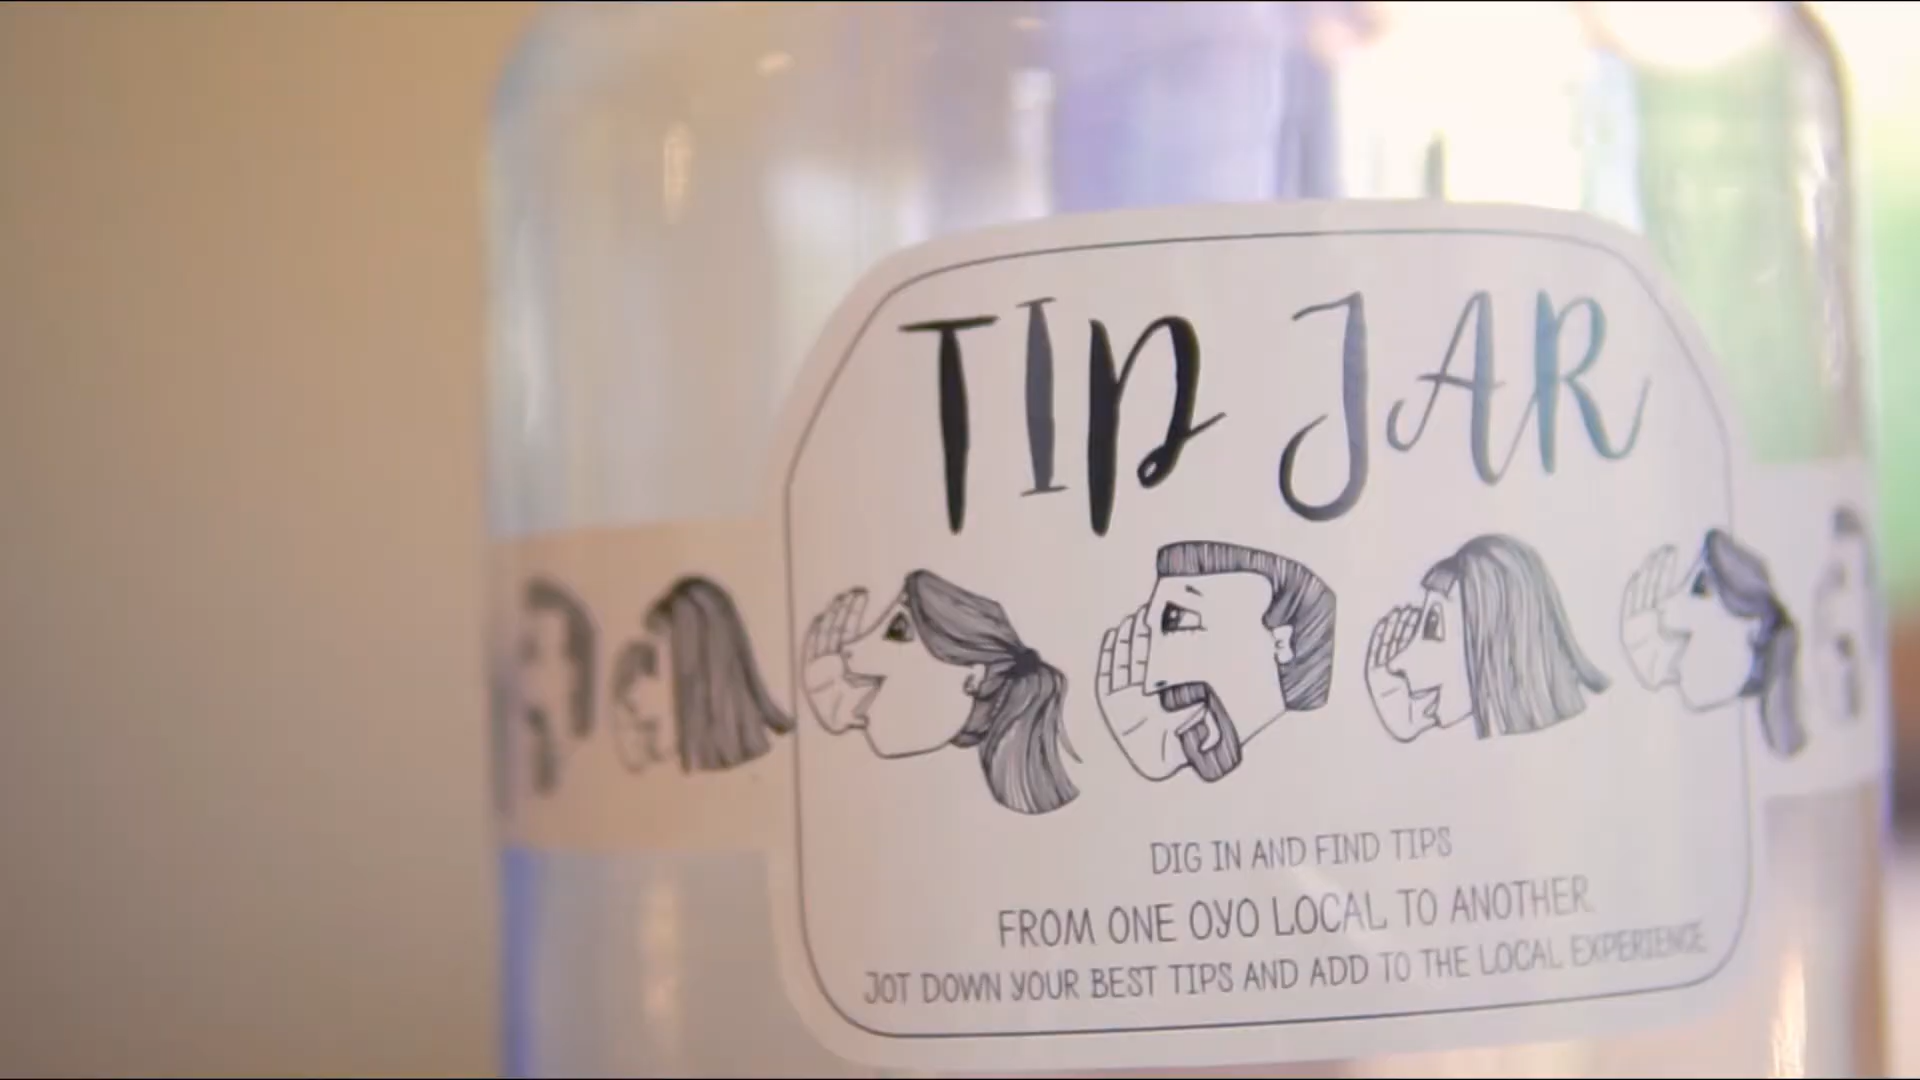 TIP JAR
DIG IN AND FIND TIPS
FROM ONE OYO LOCAL TO ANOTHER
JOT DOWN YOUR BEST TIPS AND ADD TO THE LOCAL EXPERIENCE